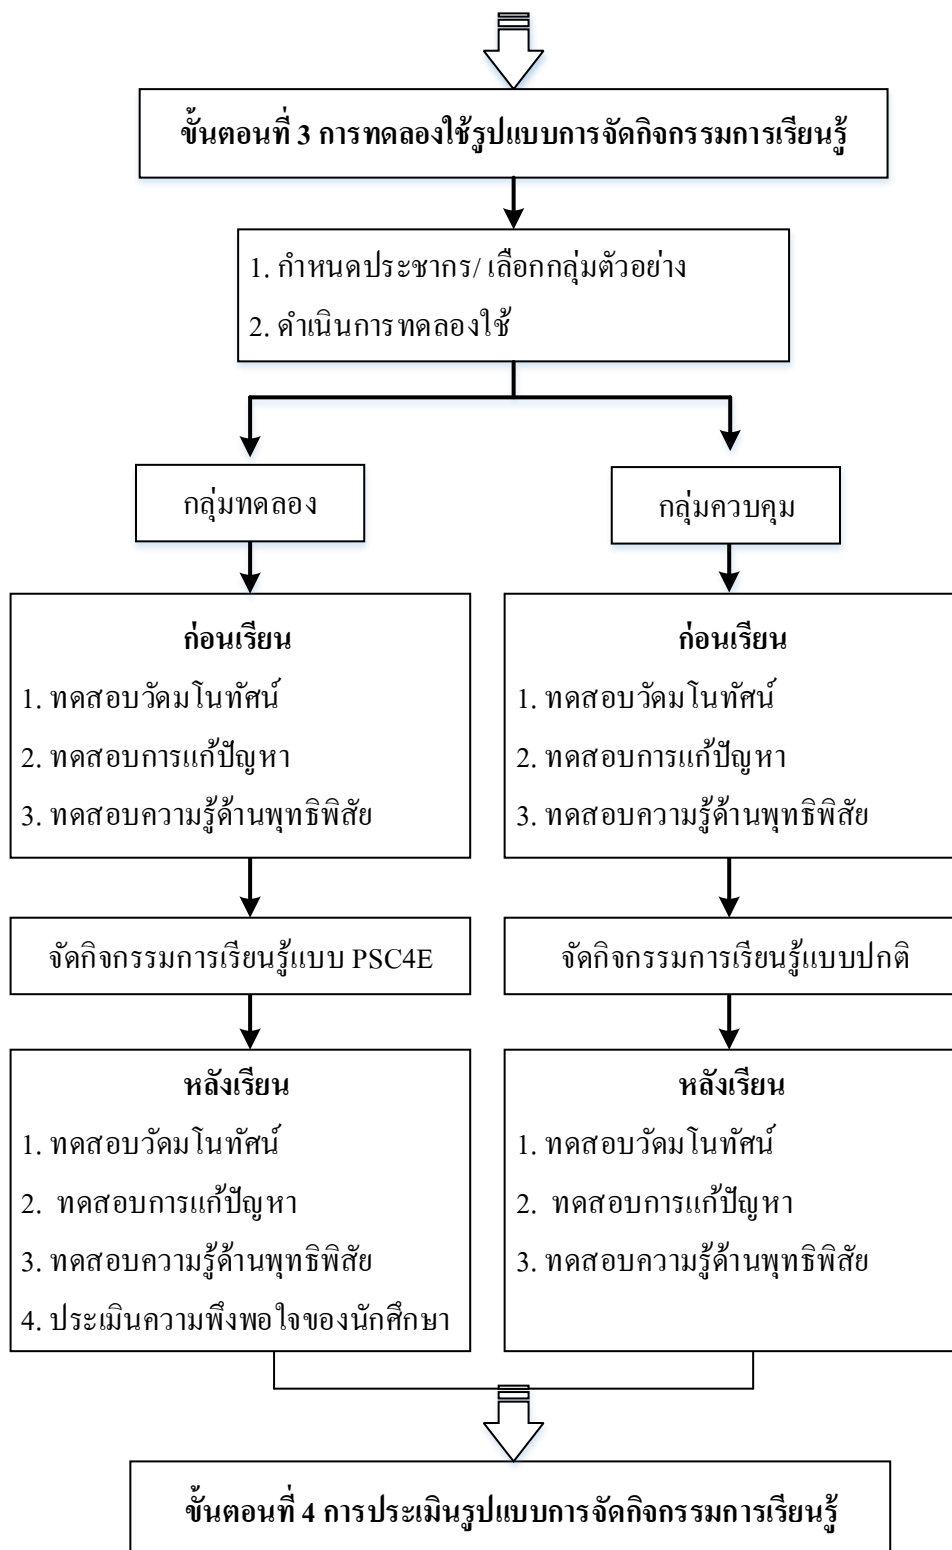 ขั้นตอนที่ 3 การทดลองใช้รูปแบบการจัดกิจกรรมการเรียนรู้
1. กำหนดประชากร/ เลือกกลุ่มตัวอย่าง
2. ดำเนินการทดลองใช้
กลุ่มทดลอง
กลุ่มควบคุม
ก่อนเรียน
1. ทดสอบวัดมโนทัศน์
2. ทดสอบการแก้ปัญหา
3. ทดสอบความรู้ด้านพุทธิพิสัย
ก่อนเรียน
1. ทดสอบวัดมโนทัศน์
2. ทดสอบการแก้ปัญหา
3. ทดสอบความรู้ด้านพุทธิพิสัย
จัดกิจกรรมการเรียนรู้แบบ PSC4E
จัดกิจกรรมการเรียนรู้แบบปกติ
หลังเรียน
1. ทดสอบวัดมโนทัศน์
2. ทดสอบการแก้ปัญหา
3. ทดสอบความรู้ด้านพุทธิพิสัย
4. ประเมินความพึงพอใจของนักศึกษา
หลังเรียน
1. ทดสอบวัดมโนทัศน์
2. ทดสอบการแก้ปัญหา
3. ทดสอบความรู้ด้านพุทธิพิสัย
ขั้นตอนที่ 4 การประเมินรูปแบบการจัดกิจกรรมการเรียนรู้